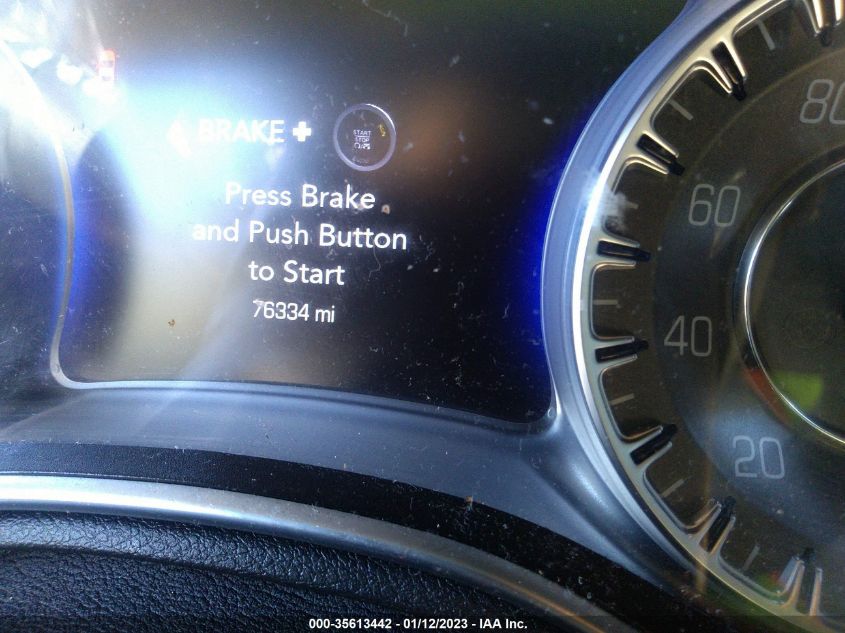 BRAKE +
START
STOP
Press Brake
and Push Button
to Start
76334 mi
80
60
40
20
000-35613442 - 01/12/2023 - IAA Inc.